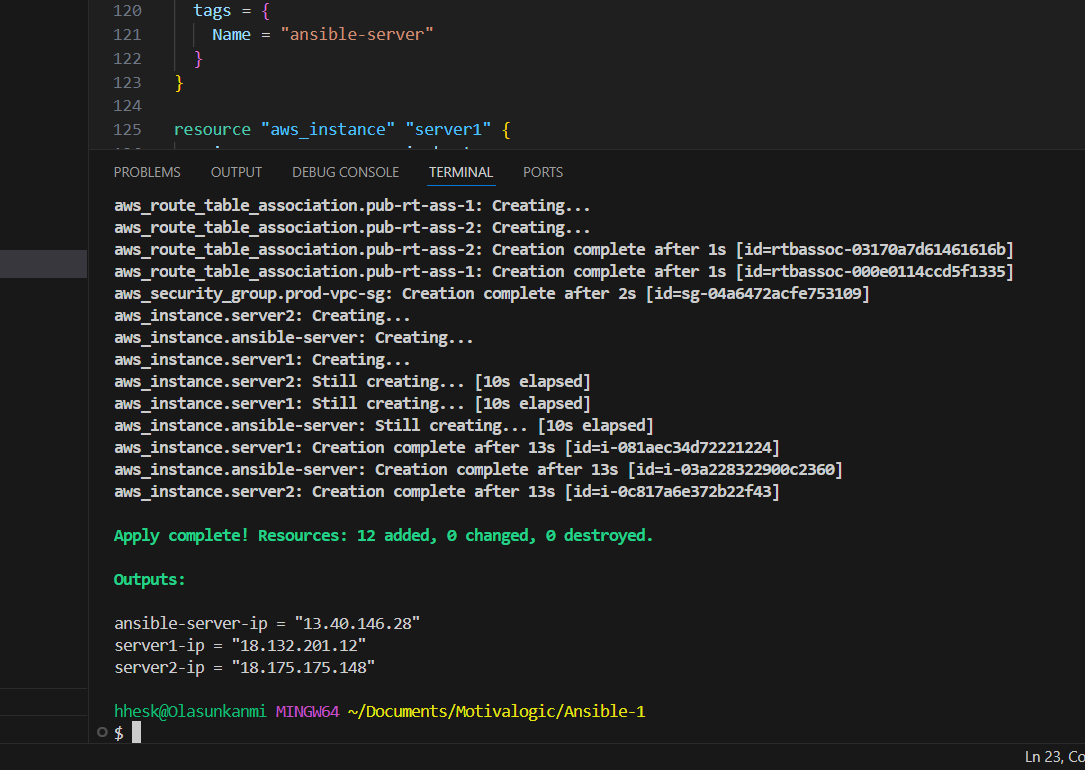 120 tags = {
121 Name = "ansible-server"
122 }
123 }
124
125 resource "aws_instance" "server1" {
PROBLEMS OUTPUT DEBUG CONSOLE TERMINAL PORTS
aws_route_table_association.pub-rt-ass-1: Creating...
aws_route_table_association.pub-rt-ass-2: Creating...
aws_route_table_association.pub-rt-ass-2: Creation complete after 1s [id=rtbassoc-03170a7d61461616b]
aws_route_table_association.pub-rt-ass-1: Creation complete after 1s [id=rtbassoc-000e0114ccd5f1335]
aws_security_group.prod-vpc-sg: Creation complete after 2s [id=sg-04a6472acfe753109]
aws_instance.server2: Creating...
aws_instance.ansible-server: Creating...
aws_instance.server1: Creating...
aws_instance.server2: Still creating... [10s elapsed]
aws_instance.server1: Still creating... [10s elapsed]
aws_instance.ansible-server: Still creating... [10s elapsed]
aws_instance.server1: Creation complete after 13s [id=i-081aec34d72221224]
aws_instance.ansible-server: Creation complete after 13s [id=i-03a228322900c2360]
aws_instance.server2: Creation complete after 13s [id=i-0c817a6e372b22f43]
Apply complete! Resources: 12 added, 0 changed, 0 destroyed.
Outputs:
ansible-server-ip = "13.40.146.28"
server1-ip = "18.132.201.12"
server2-ip = "18.175.175.148"
hhesk@Olasunkanmi MINGW64 ~/Documents/Motivalogic/Ansible-1
$
Ln 23, Co